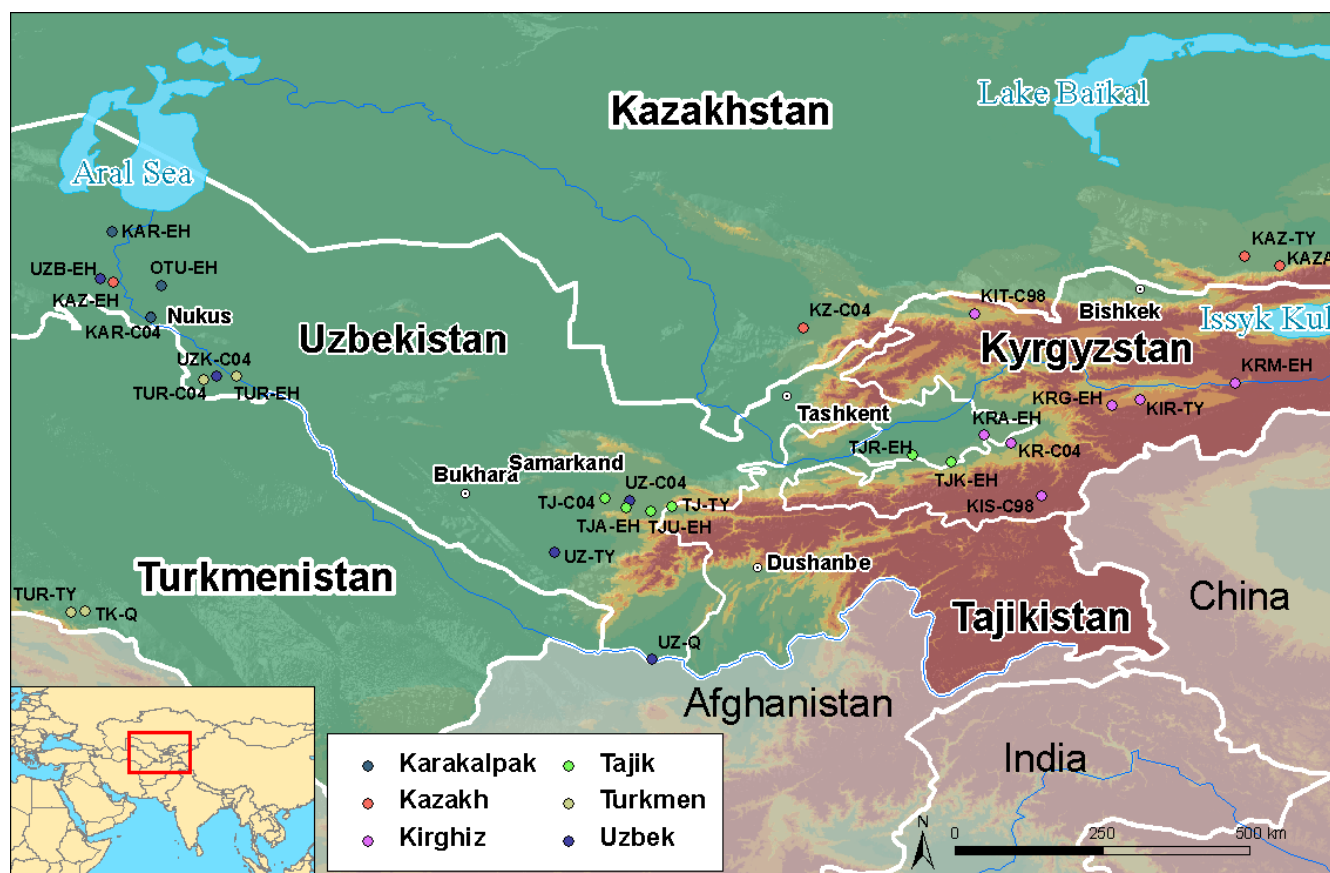 Kazakhstan
Lake Baïkal
Aral Sea
KAR-EH
KAZ-TY
KAZA
UZB-EH
OTU-EH
KAZ-EH
KAR-C04
Nukus
KIT-C98
Bishkek
Issyk Kul
KZ-C04
Uzbekistan
Kyrgyzstan
UZK-C04
TUR-C04
TUR-EH
KRM-EH
KRG-EH
KIR-TY
Tashkent
KRA-EH
KR-C04
TJR-EH
TJK-EH
Samarkand
Bukhara
UZ-C04
TJ-C04
TJ-TY
TJA-EH
TJU-EH
KIS-C98
UZ-TY
Dushanbe
Turkmenistan
TUR-TY
TK-Q
China
Tajikistan
UZ-Q
Afghanistan
India
Karakalpak
Kazakh
Kirghiz
Tajik
Turkmen
Uzbek
N
0 250 500 km